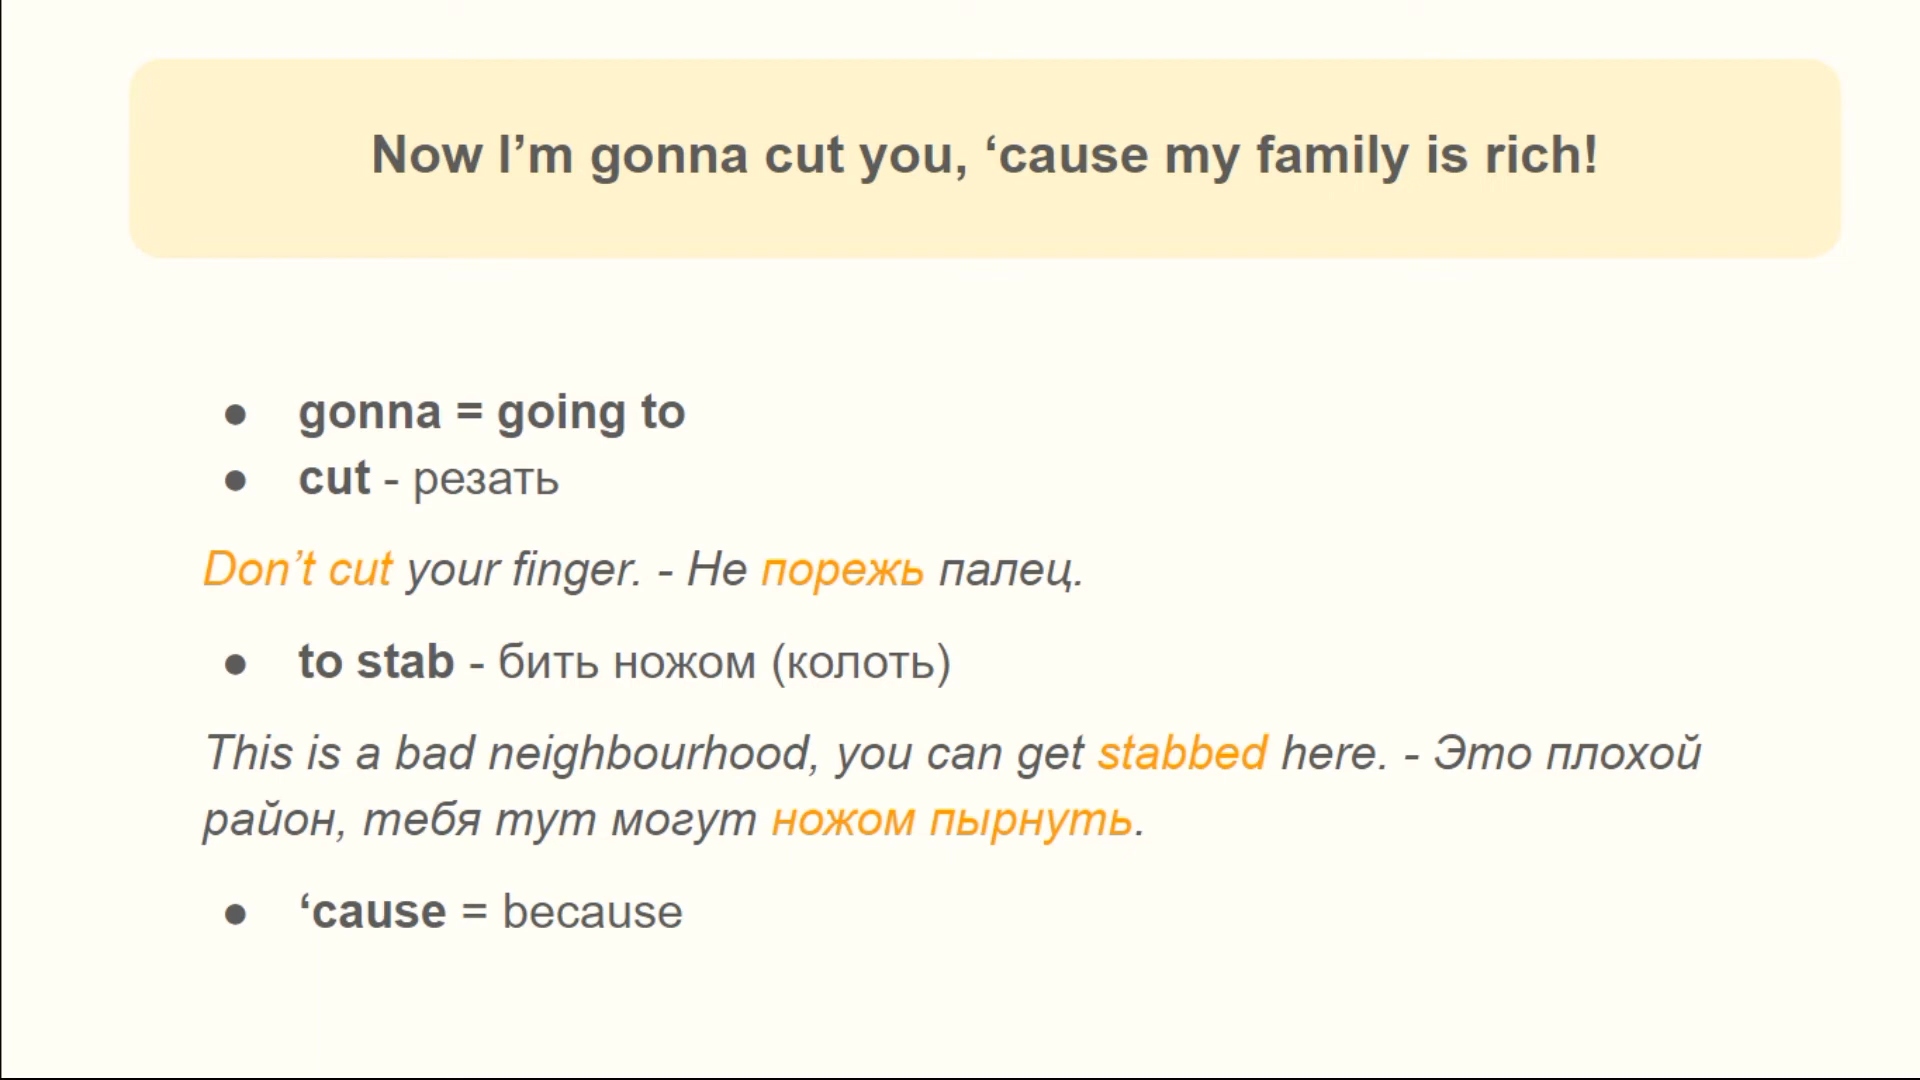 Now I’m gonna cut you, ‘cause my family is rich!
● gonna = going to
● cut - резать
Don’t cut your finger. - Не порежь палец.
● to stab - бить ножом (колоть)
This is a bad neighbourhood, you can get stabbed here. - Это плохой
район, тебя тут могут ножом пырнуть.
● ‘cause = because